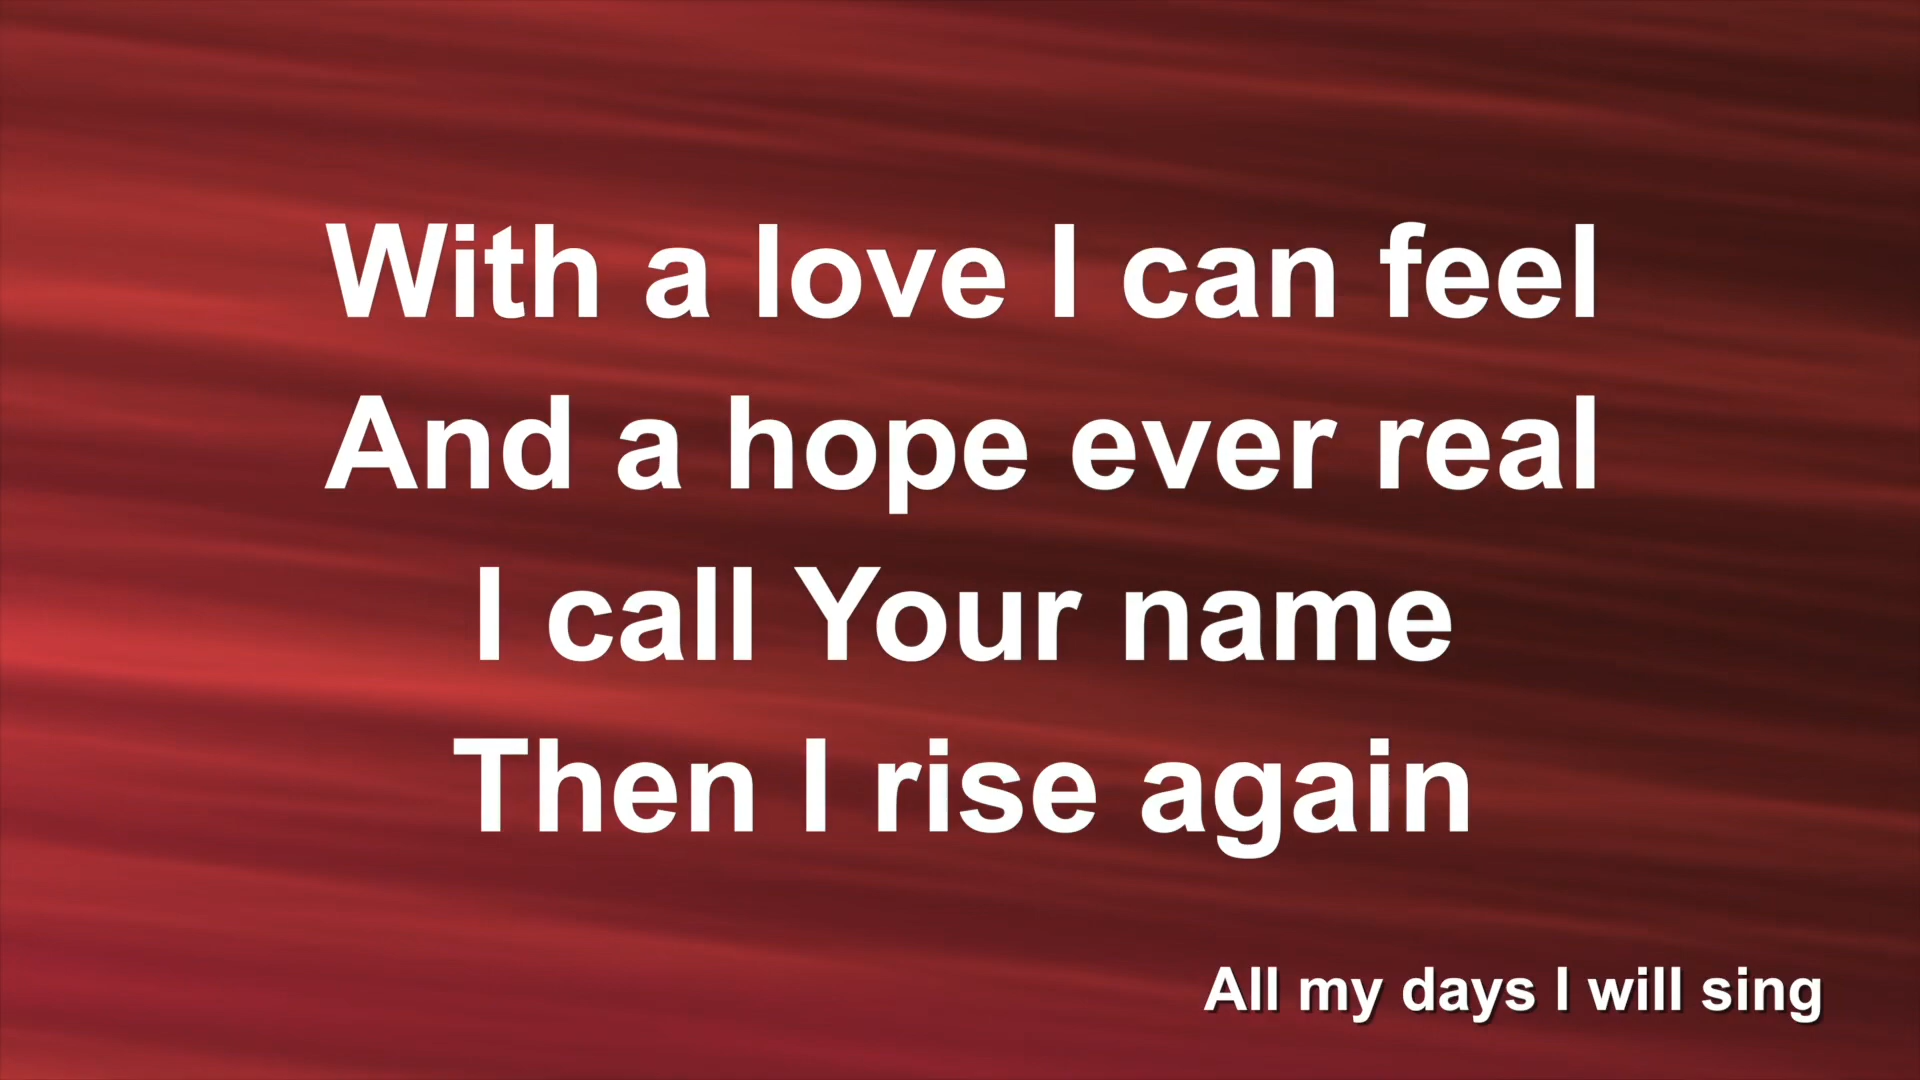 With a love I can feel
And a hope ever real
I call Your name
Then I rise again
All my days I will sing